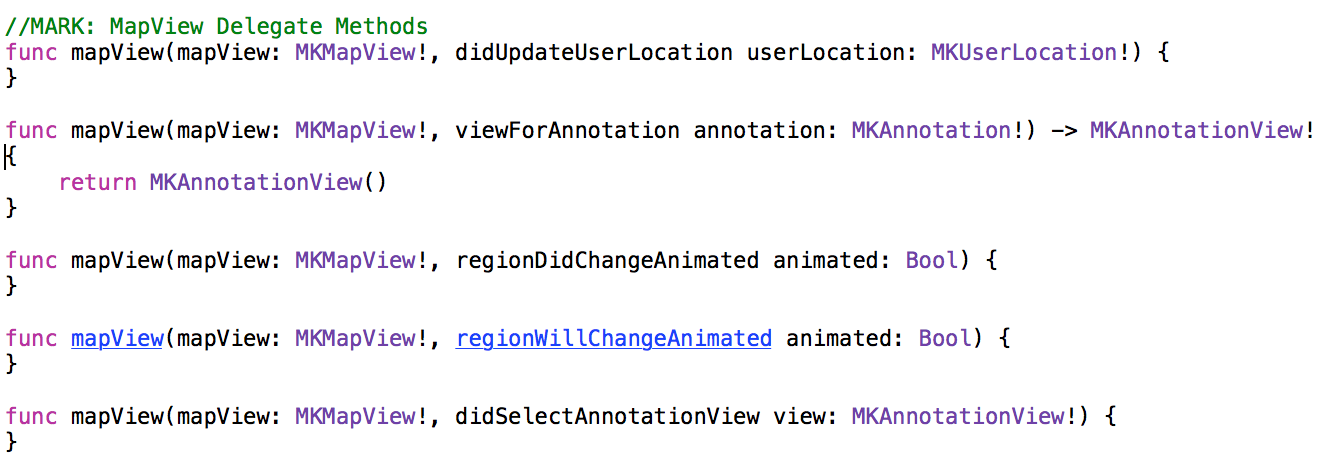 //MARK: MapView Delegate Methods
func mapView(mapView: MKMapView!, didUpdateUserLocation userLocation: MKUserLocation!) {
}
func mapView(mapView: MKMapView!, viewForAnnotation annotation: MKAnnotation!) -> MKAnnotationView!
{
    return MKAnnotationView()
}
func mapView(mapView: MKMapView!, regionDidChangeAnimated animated: Bool) {
}
func mapView(mapView: MKMapView!, regionWillChangeAnimated animated: Bool) {
}
func mapView(mapView: MKMapView!, didSelectAnnotationView view: MKAnnotationView!) {
}